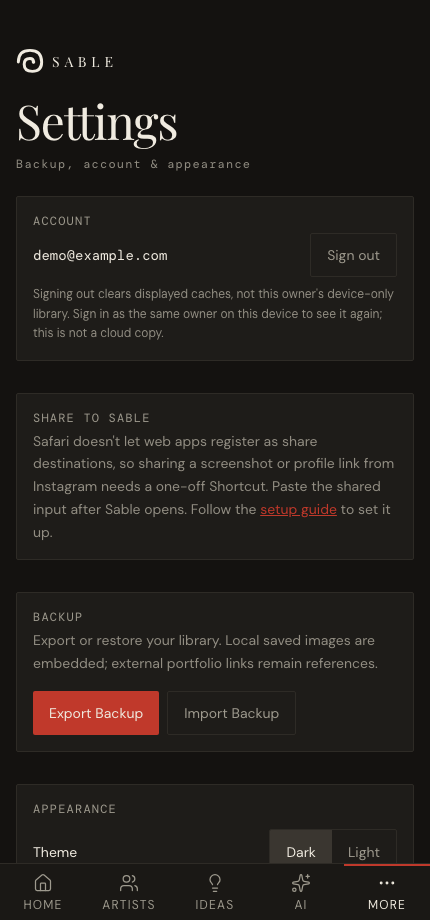 SABLE
Settings
Backup, account & appearance
ACCOUNT
demo@example.com
Sign out
Signing out clears displayed caches, not this owner's device-only
library. Sign in as the same owner on this device to see it again;
this is not a cloud copy.
SHARE TO SABLE
Safari doesn't let web apps register as share
destinations, so sharing a screenshot or profile link from
Instagram needs a one-off Shortcut. Paste the shared
input after Sable opens. Follow the setup guide to set it
up.
BACKUP
Export or restore your library. Local saved images are
embedded; external portfolio links remain references.
Export Backup
Import Backup
APPEARANCE
Theme
Dark
Light
HOME
ARTISTS
IDEAS
AI
MORE